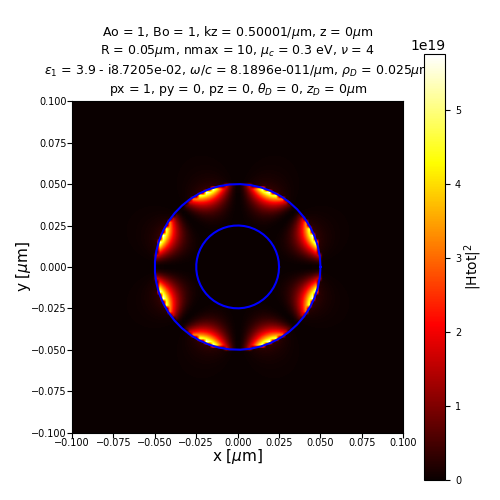 Ao = 1, Bo = 1, kz = 0.50001/μm, z = 0μm
R = 0.05μm, nmax = 10, μc = 0.3 eV, ν = 4
ε1 = 3.9 - i8.7205e-02, ω/c = 8.1896e-011/μm, ρD = 0.025μm
px = 1, py = 0, pz = 0, θD = 0, zD = 0μm
1e19
0.100
0.075
0.050
0.025
0.000
−0.025
−0.050
−0.075
−0.100
y [μm]
−0.100 −0.075 −0.050 −0.025 0.000 0.025 0.050 0.075 0.100
x [μm]
5
4
3
2
1
0
|Htot|²